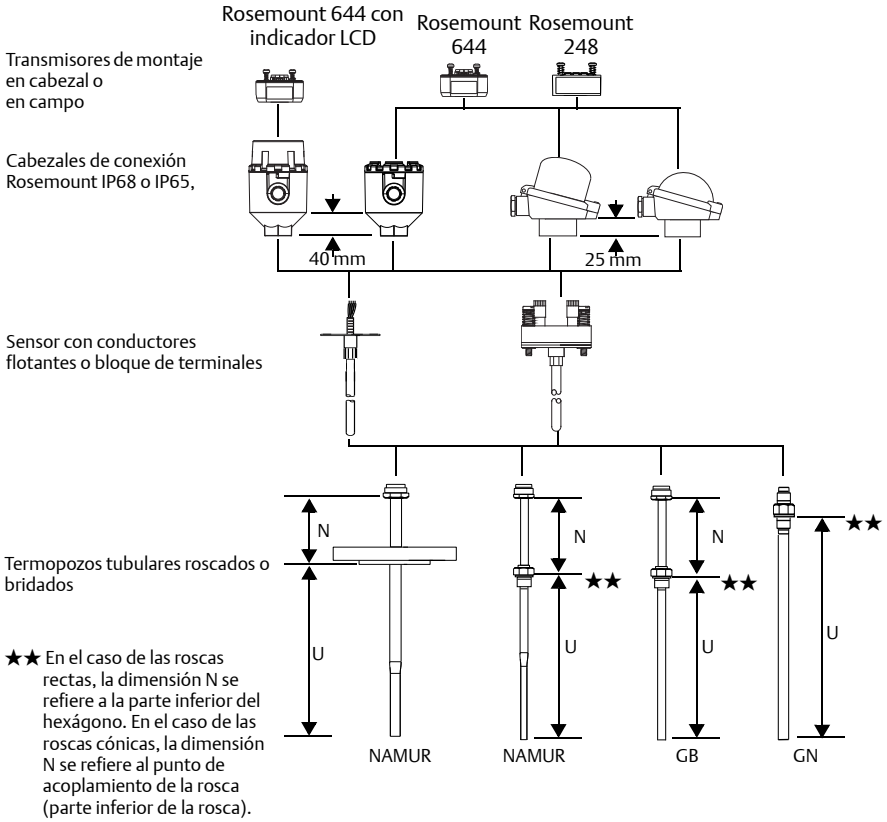 Rosemount 644 con
indicador LCD
Rosemount
644
Rosemount
248
Transmisores de montaje
en cabezal o
en campo
Cabezales de conexión
Rosemount IP68 o IP65,
40 mm
25 mm
Sensor con conductores
flotantes o bloque de terminales
N
N
N
★★
★★
★★
Termopozos tubulares roscados o
bridados
U
U
U
U
★★ En el caso de las roscas
rectas, la dimensión N se
refiere a la parte inferior del
hexágono. En el caso de las
roscas cónicas, la dimensión
N se refiere al punto de
acoplamiento de la rosca
(parte inferior de la rosca).
NAMUR
NAMUR
GB
GN